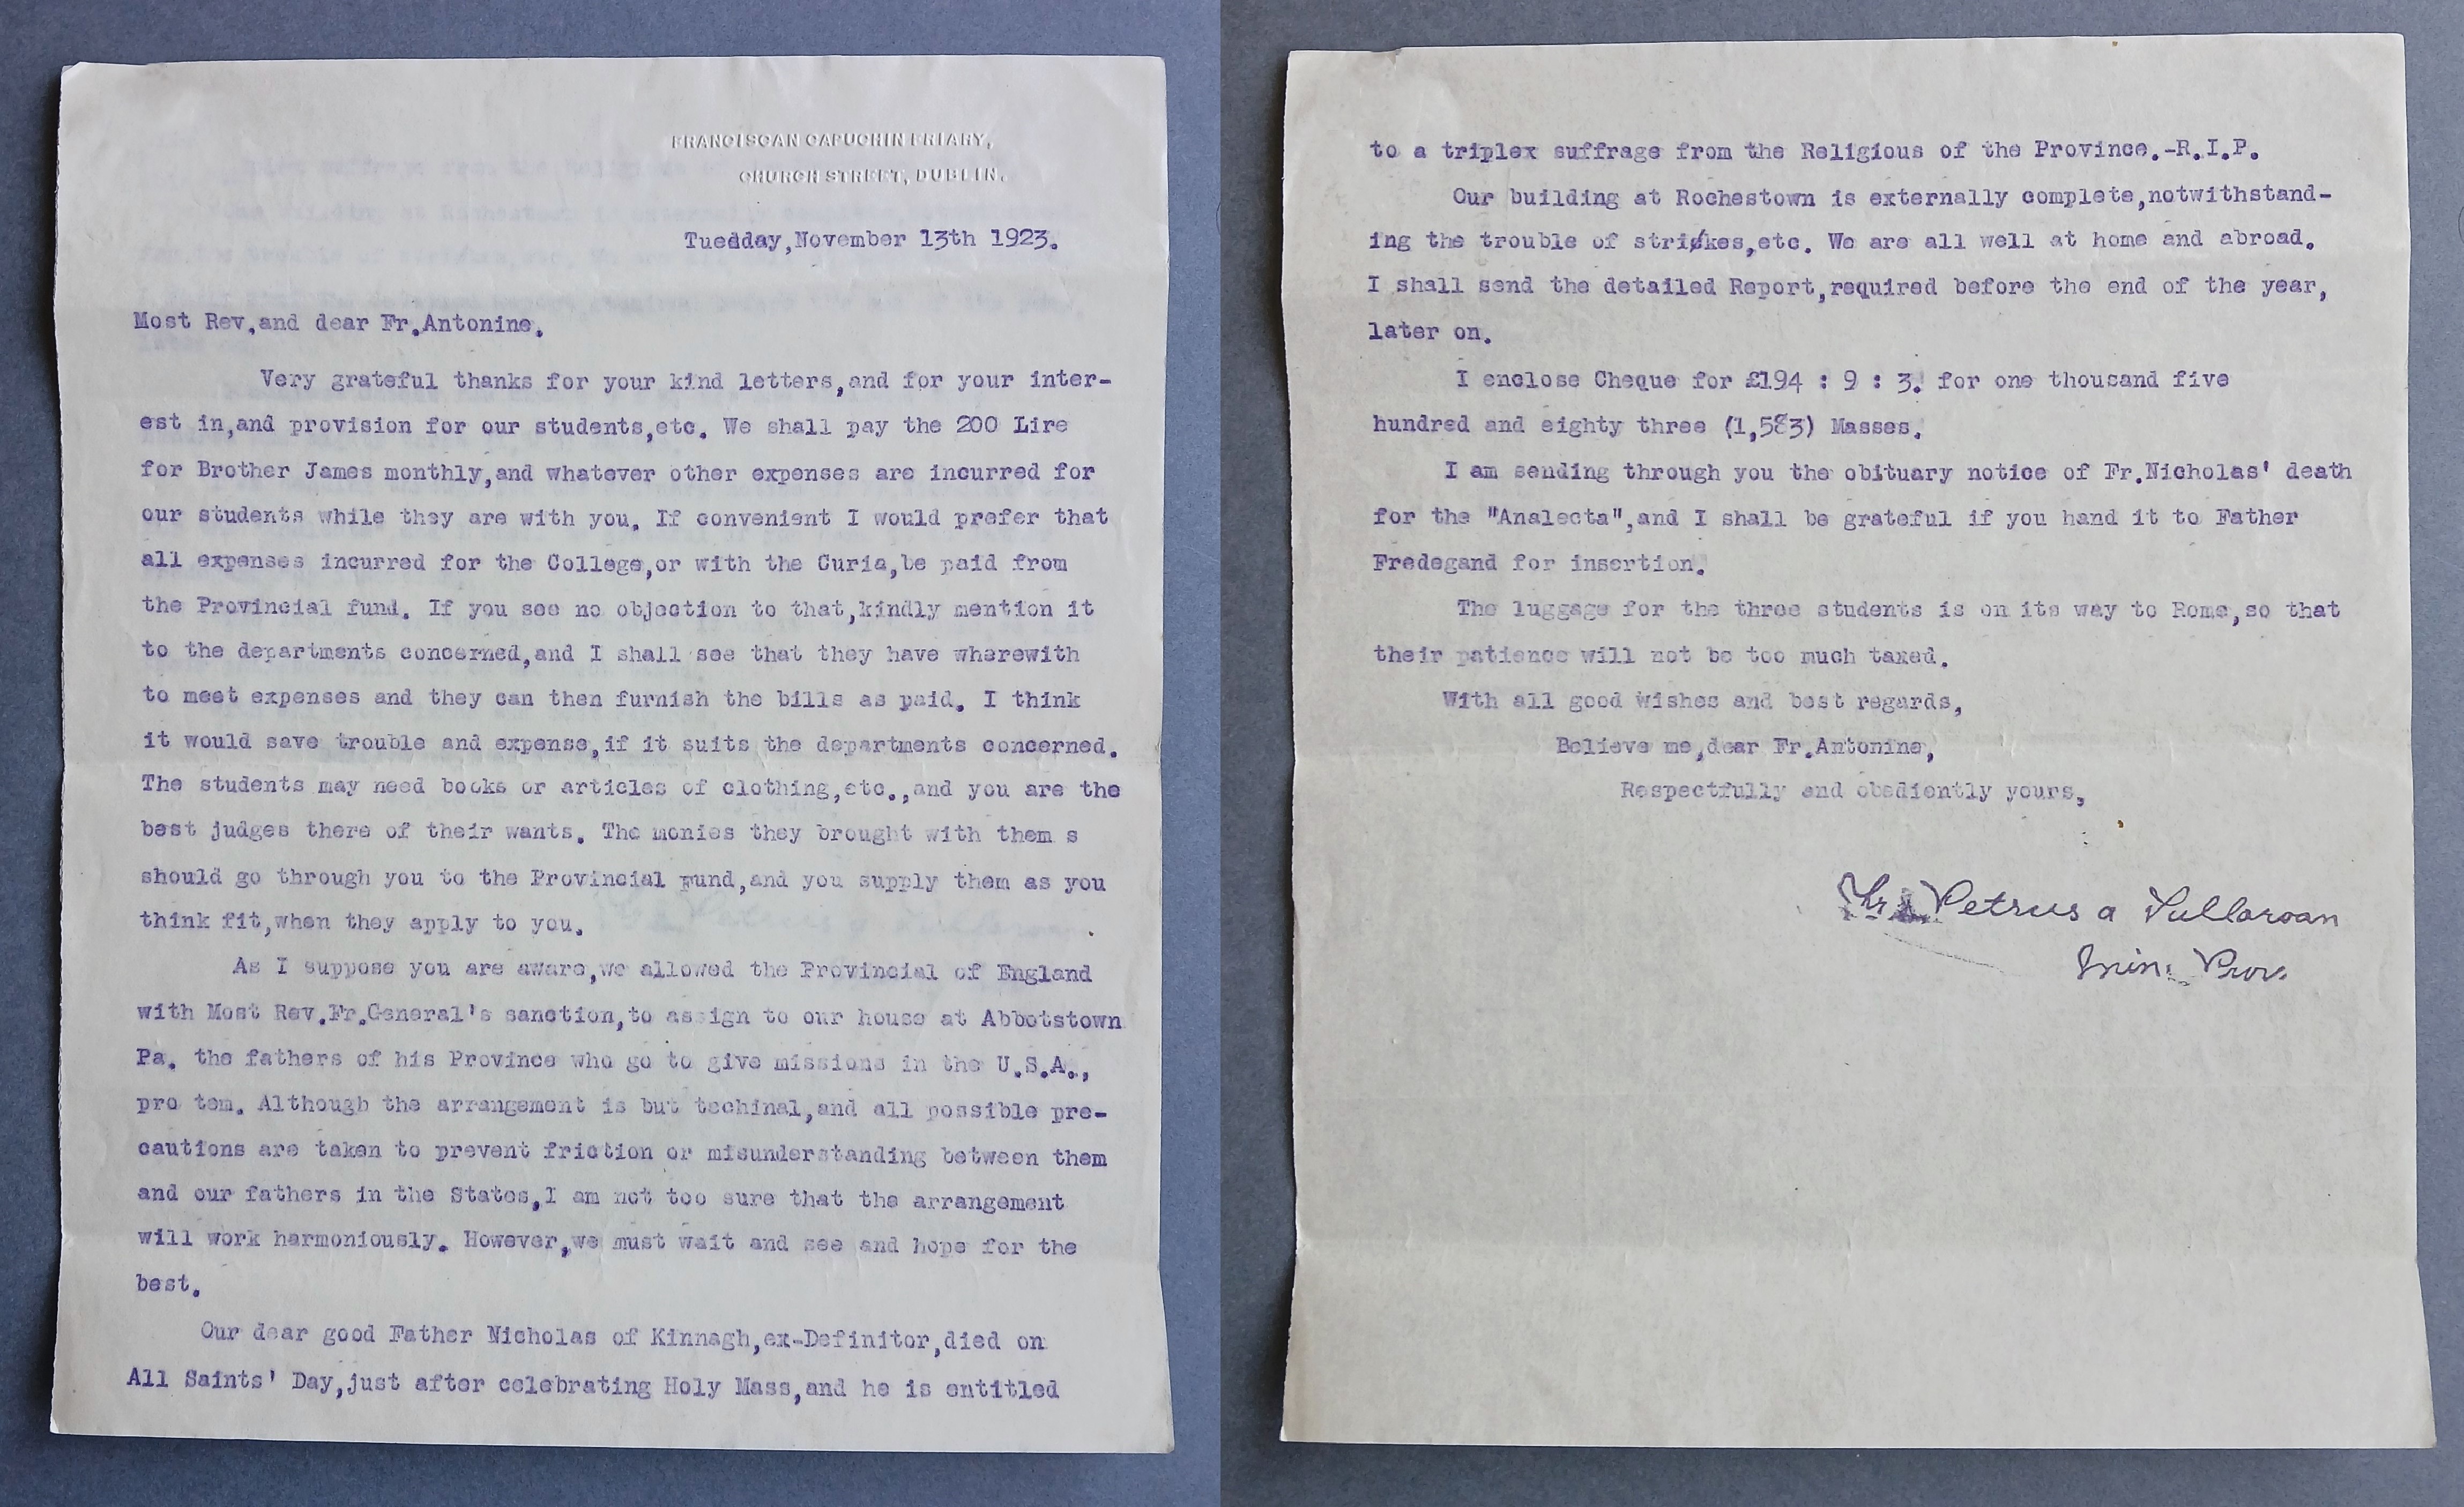 FRANCISCAN CAPUCHIN FRIARY,
CHURCH STREET, DUBLIN.
Tuedday,November 13th 1923.
Most Rev,and dear Fr.Antonine.
Very grateful thanks for your kind letters,and for your inter-
est in,and provision for our students,etc. We shall pay the 200 Lire
for Brother James monthly,and whatever other expenses are incurred for
our students while they are with you. If convenient I would prefer that
all expenses incurred for the College,or with the Curia,be paid from
the Provincial fund. If you see no objection to that,kindly mention it
to the departments concerned,and I shall see that they have wherewith
to meet expenses and they can then furnish the bills as paid. I think
it would save trouble and expense,if it suits the departments concerned.
The students may need books or articles of clothing,etc.,and you are the
best judges there of their wants. The monies they brought with them s
should go through you to the Provincial Fund,and you supply them as you
think fit,when they apply to you.
As I suppose you are aware,we allowed the Provincial of England
with Most Rev.Fr.General's sanction,to assign to our house at Abbotstown
Pa. the fathers of his Province who go to give missions in the U.S.A.,
pro tem. Although the arrangement is but techinal,and all possible pre-
cautions are taken to prevent friction or misunderstanding between them
and our fathers in the States,I am not too sure that the arrangement
will work harmoniously. However,we must wait and see and hope for the
best.
Our dear good Father Nicholas of Kinnagh,ex-Definitor,died on
All Saints' Day,just after celebrating Holy Mass,and he is entitled
to a triplex suffrage from the Religious of the Province.-R.I.P.
Our building at Rochestown is externally complete,notwithstand-
ing the trouble of strikes,etc. We are all well at home and abroad.
I shall send the detailed Report,required before the end of the year,
later on.
I enclose Cheque for £194 : 9 : 3. for one thousand five
hundred and eighty three (1,583) Masses.
I am sending through you the obituary notice of Fr.Nicholas' death
for the "Analecta",and I shall be grateful if you hand it to Father
Fredegand for insertion.
The luggage for the three students is on its way to Rome,so that
their patience will not be too much taxed.
With all good wishes and best regards,
Believe me,dear Fr.Antonine,
Respectfully and obediently yours,
Fr. Petrus a Tullaroan
Min. Prov.